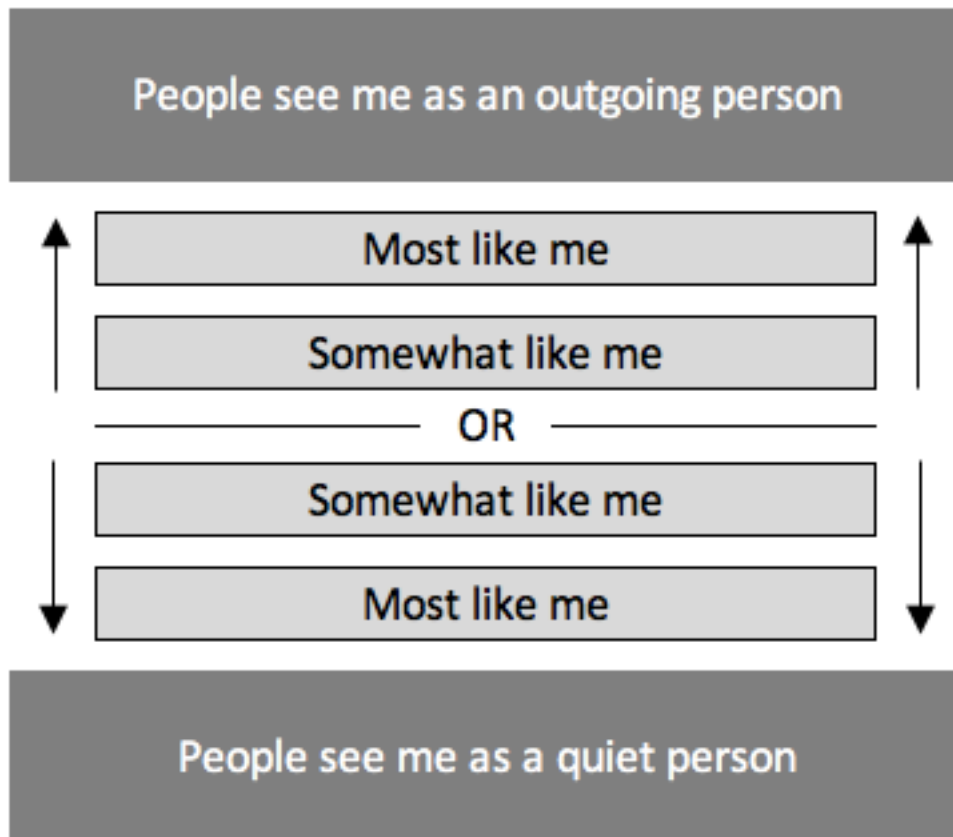 People see me as an outgoing person
Most like me
Somewhat like me
OR
Somewhat like me
Most like me
People see me as a quiet person